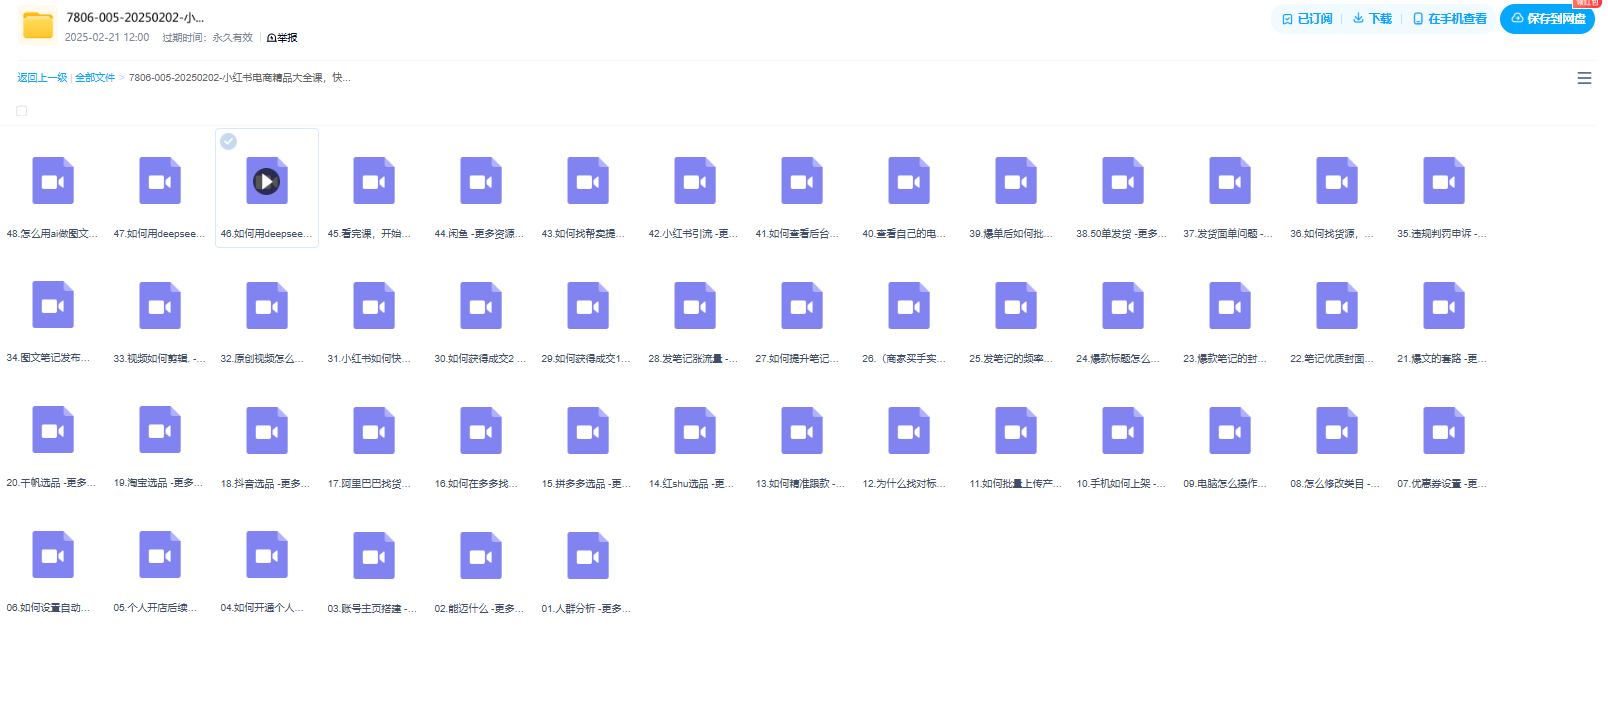 7806-005-20250202-小...
2025-02-21 12:00 过期时间：永久有效 举报
已订阅 下载 在手机查看 保存到网盘
领红包
返回上一级 | 全部文件 > 7806-005-20250202-小红书电商精品大全课，快...
48.怎么用ai做图文... 47.如何用deepsee... 46.如何用deepsee... 45.看完课，开始... 44.闲鱼 -更多资源... 43.如何找帮卖提... 42.小红书引流 -更... 41.如何查看后台... 40.查看自己的电... 39.爆单后如何批... 38.50单发货 -更多... 37.发货面单问题 -... 36.如何找货源，... 35.违规判罚申诉 -...
34.图文笔记发布... 33.视频如何剪辑. -... 32.原创视频怎么... 31.小红书如何快... 30.如何获得成交2 ... 29.如何获得成交1... 28.发笔记涨流量 -... 27.如何提升笔记... 26.（商家买手实... 25.发笔记的频率... 24.爆款标题怎么... 23.爆款笔记的封... 22.笔记优质封面... 21.爆文的套路 -更...
20.千帆选品 -更多... 19.淘宝选品 -更多... 18.抖音选品 -更多... 17.阿里巴巴找货... 16.如何在多多找... 15.拼多多选品 -更... 14.红shu选品 -更... 13.如何精准跟款 -... 12.为什么找对标... 11.如何批量上传产... 10.手机如何上架 -... 09.电脑怎么操作... 08.怎么修改类目 -... 07.优惠券设置 -更...
06.如何设置自动... 05.个人开店后续... 04.如何开通个人... 03.账号主页搭建 -... 02.能迈什么 -更多... 01.人群分析 -更多...